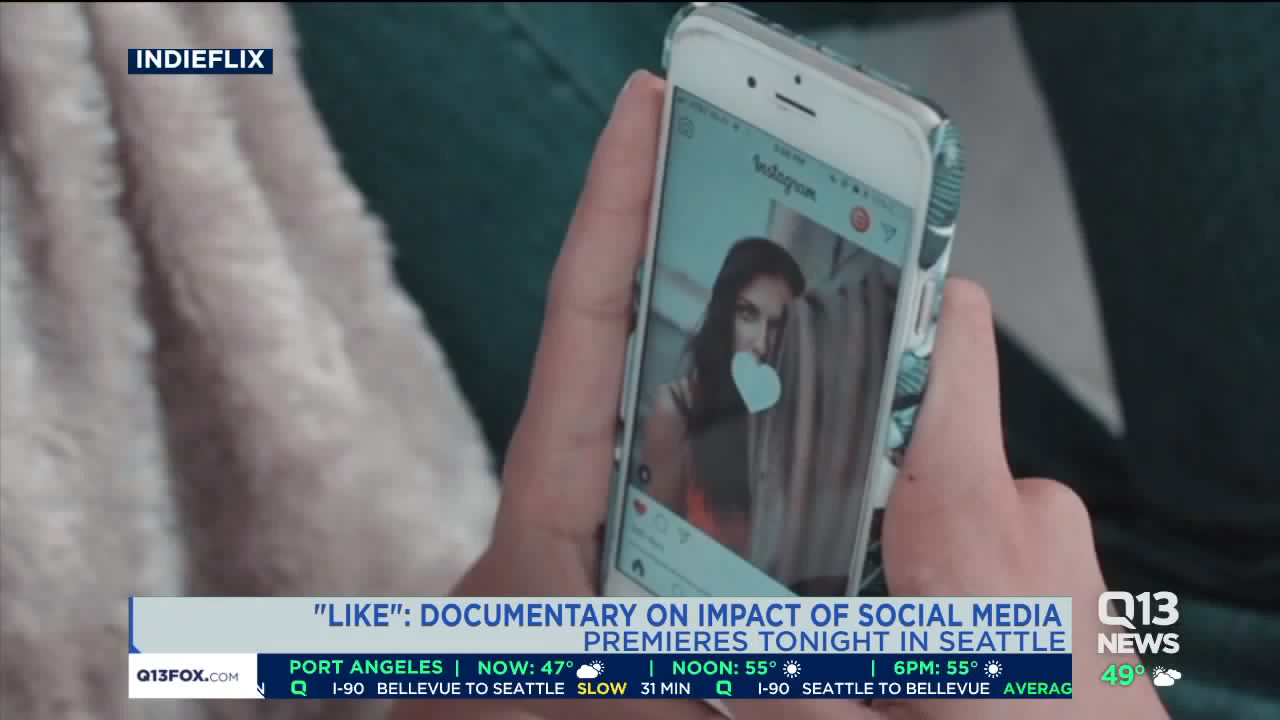 INDIEFLIX
Instagram
"LIKE": DOCUMENTARY ON IMPACT OF SOCIAL MEDIA
PREMIERES TONIGHT IN SEATTLE
Q13
NEWS
49°
Q13FOX.COM
PORT ANGELES | NOW: 47° | NOON: 55° | 6PM: 55°
N Q I-90 BELLEVUE TO SEATTLE SLOW 31 MIN Q I-90 SEATTLE TO BELLEVUE AVERAG